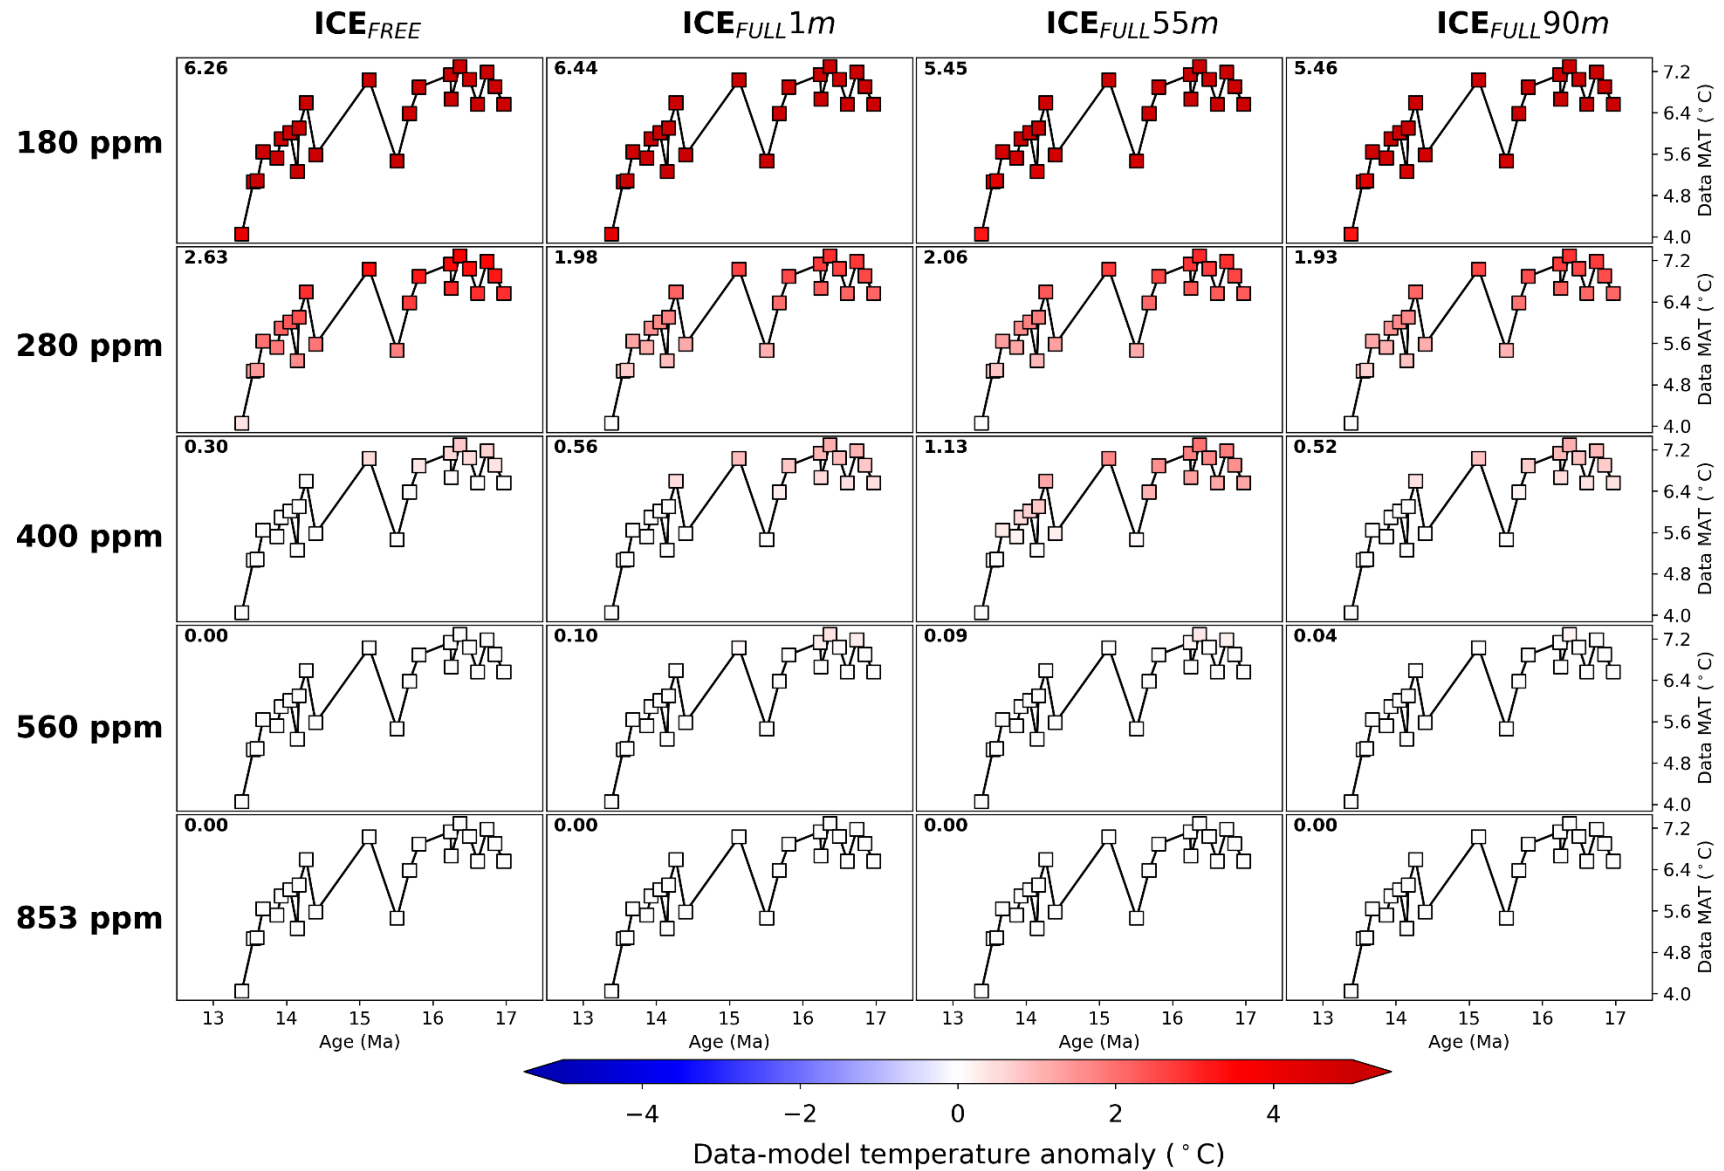 ICE_FREE ICE_FULL1m ICE_FULL55m ICE_FULL90m
180 ppm
6.26 6.44 5.45 5.46
7.2
6.4
5.6
4.8
4.0
Data MAT (°C)
280 ppm
2.63 1.98 2.06 1.93
7.2
6.4
5.6
4.8
4.0
Data MAT (°C)
400 ppm
0.30 0.56 1.13 0.52
7.2
6.4
5.6
4.8
4.0
Data MAT (°C)
560 ppm
0.00 0.10 0.09 0.04
7.2
6.4
5.6
4.8
4.0
Data MAT (°C)
853 ppm
0.00 0.00 0.00 0.00
7.2
6.4
5.6
4.8
4.0
Data MAT (°C)
13 14 15 16 17 13 14 15 16 17 13 14 15 16 17 13 14 15 16 17
Age (Ma) Age (Ma) Age (Ma) Age (Ma)
−4 −2 0 2 4
Data-model temperature anomaly (°C)